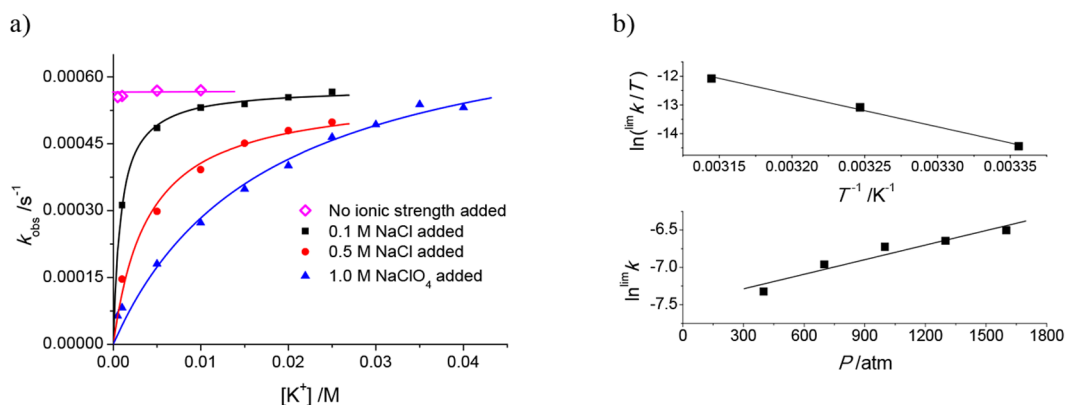 a)
0.00060
0.00045
0.00030
0.00015
0.00000
k_obs /s⁻¹
No ionic strength added
0.1 M NaCl added
0.5 M NaCl added
1.0 M NaClO₄ added
0.00 0.01 0.02 0.03 0.04
[K⁺] /M
b)
-12
-13
-14
ln(ˡⁱᵐk / T)
0.00315 0.00320 0.00325 0.00330 0.00335
T⁻¹ /K⁻¹
-6.5
-7.0
-7.5
ln ˡⁱᵐk
0 300 600 900 1200 1500 1800
P /atm